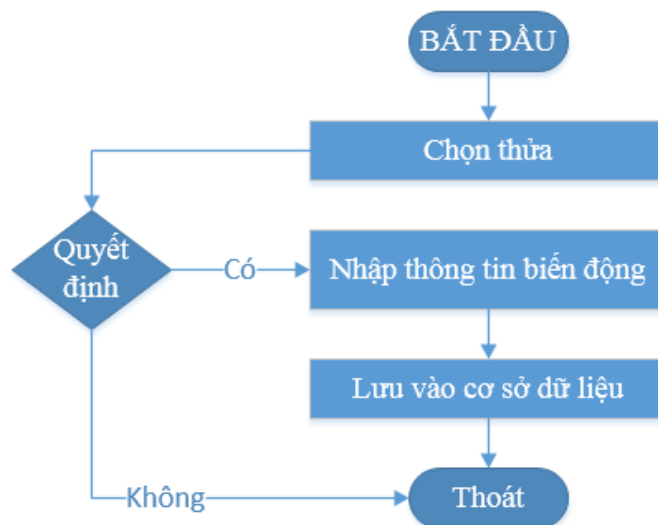 BẮT ĐẦU
Chọn thửa
Quyết
định
Có
Nhập thông tin biến động
Lưu vào cơ sở dữ liệu
Không
Thoát